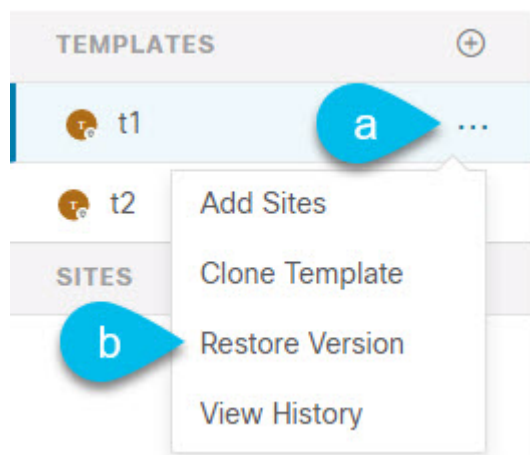 TEMPLATES
t1
a
...
t2
Add Sites
SITES
Clone Template
b
Restore Version
View History